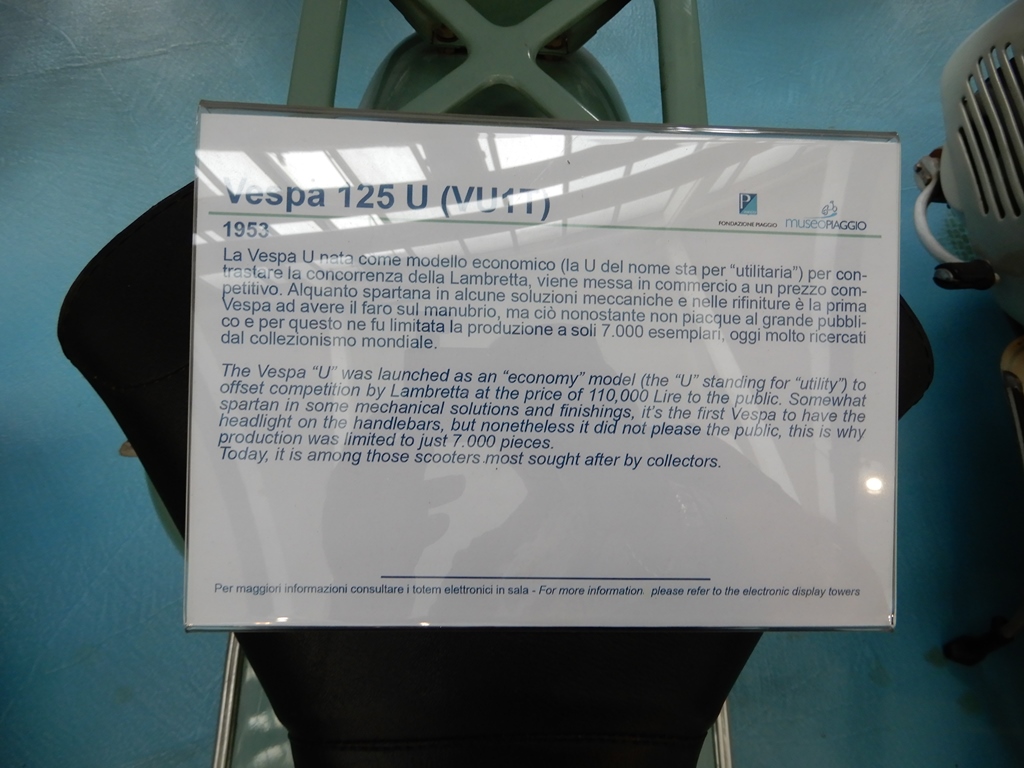 Vespa 125 U (VU1T)
1953
FONDAZIONE PIAGGIO
museoPIAGGIO
La Vespa U nata come modello economico (la U del nome sta per "utilitaria") per con-
trastare la concorrenza della Lambretta, viene messa in commercio a un prezzo com-
petitivo. Alquanto spartana in alcune soluzioni meccaniche e nelle rifiniture è la prima
Vespa ad avere il faro sul manubrio, ma ciò nonostante non piacque al grande pubbli-
co e per questo ne fu limitata la produzione a soli 7.000 esemplari, oggi molto ricercati
dal collezionismo mondiale.
The Vespa "U" was launched as an "economy" model (the "U" standing for "utility") to
offset competition by Lambretta at the price of 110,000 Lire to the public. Somewhat
spartan in some mechanical solutions and finishings, it's the first Vespa to have the
headlight on the handlebars, but nonetheless it did not please the public, this is why
production was limited to just 7.000 pieces.
Today, it is among those scooters most sought after by collectors.
Per maggiori informazioni consultare i totem elettronici in sala - For more information please refer to the electronic display towers